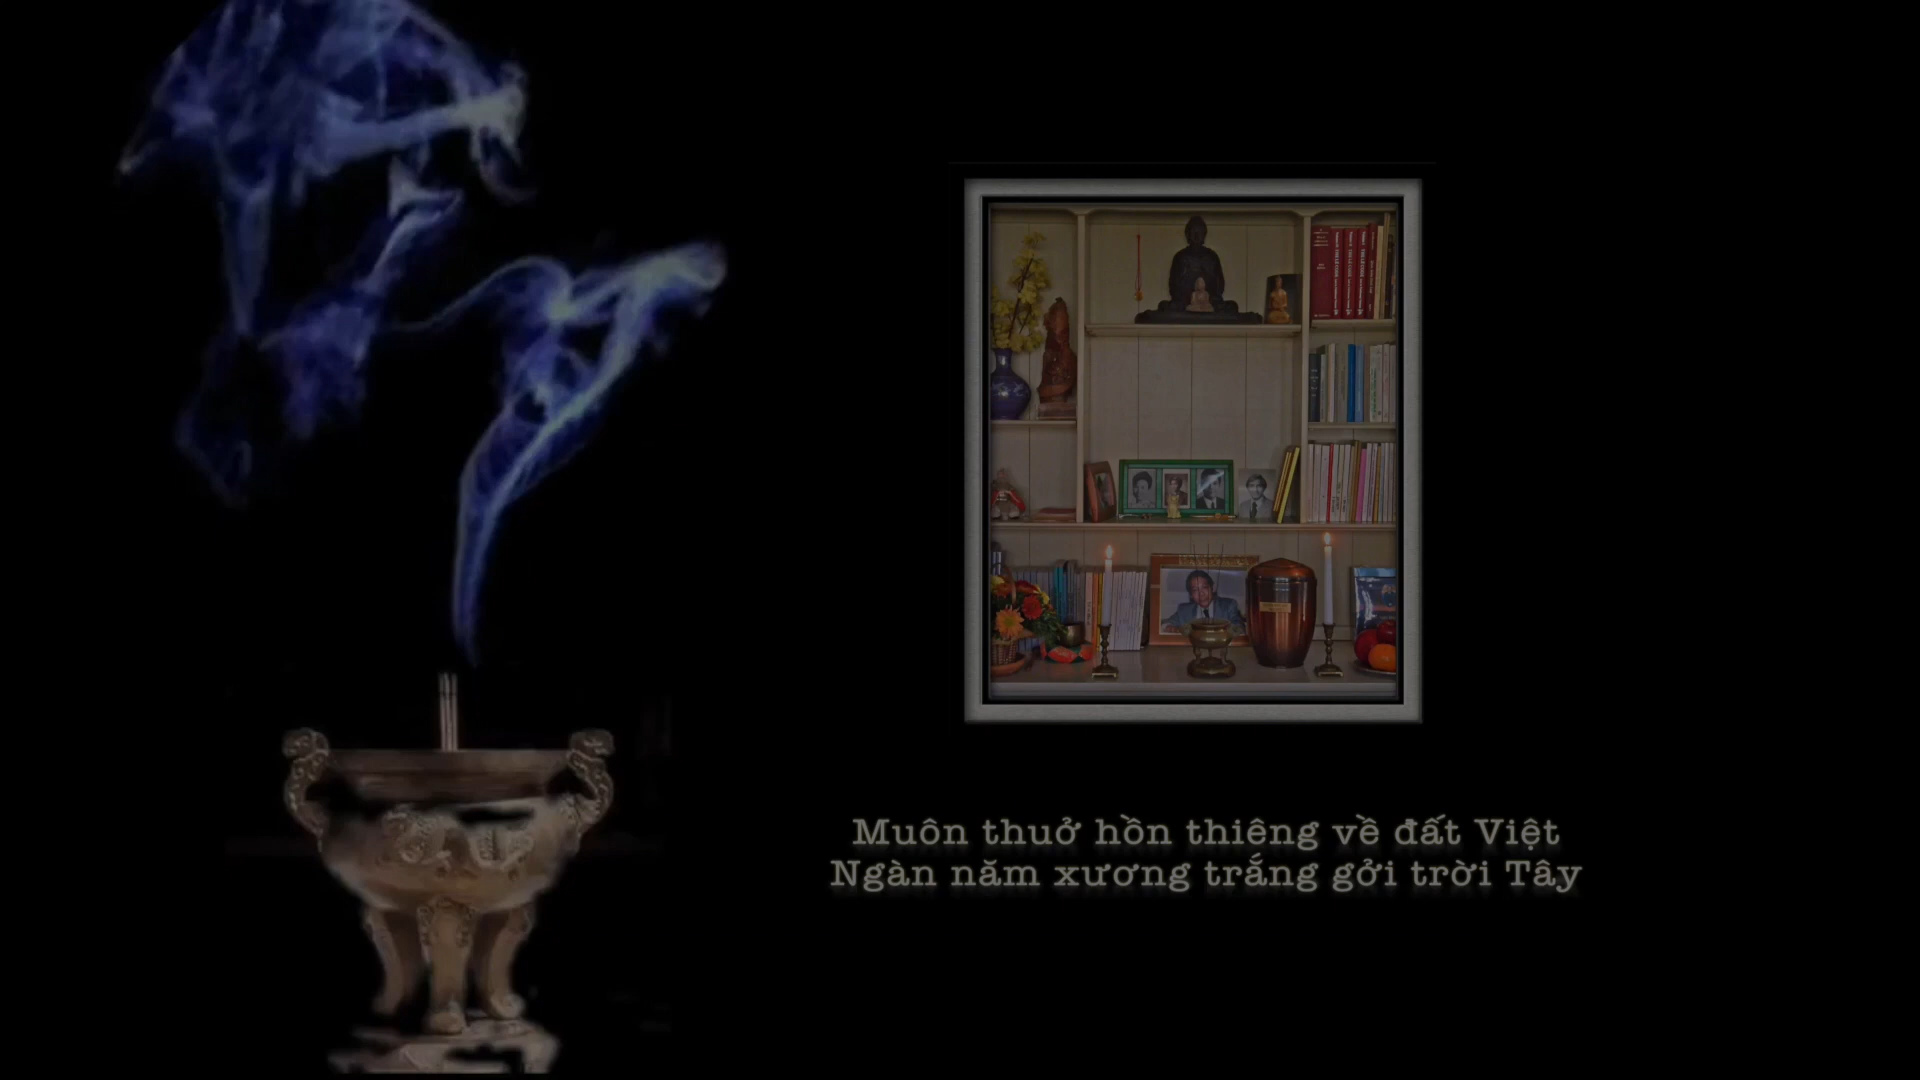 Muôn thuở hồn thiêng về đất Việt
Ngàn năm xương trắng gởi trời Tây